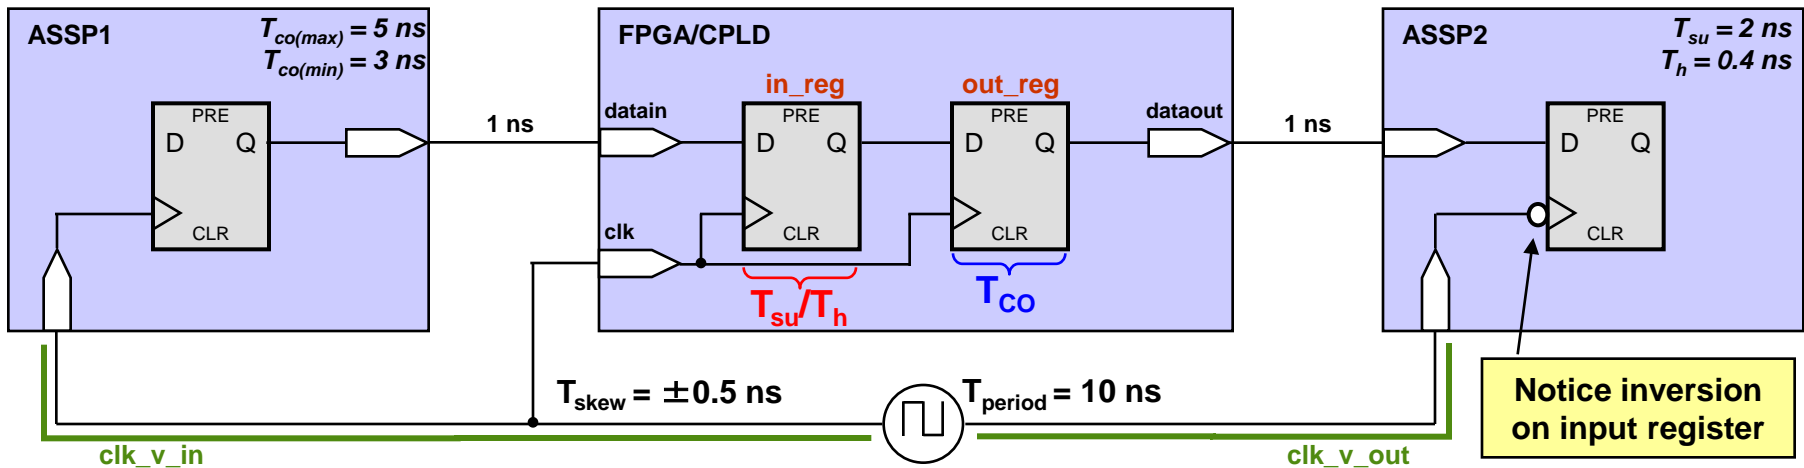 ASSP1
Tco(max) = 5 ns
Tco(min) = 3 ns
PRE
D Q
CLR
1 ns
FPGA/CPLD
datain
in_reg
PRE
D Q
CLR
out_reg
PRE
D Q
CLR
dataout
clk
Tsu/Th
TCO
1 ns
ASSP2
Tsu = 2 ns
Th = 0.4 ns
PRE
D Q
CLR
Tskew = ±0.5 ns
Tperiod = 10 ns
clk_v_in
clk_v_out
Notice inversion
on input register